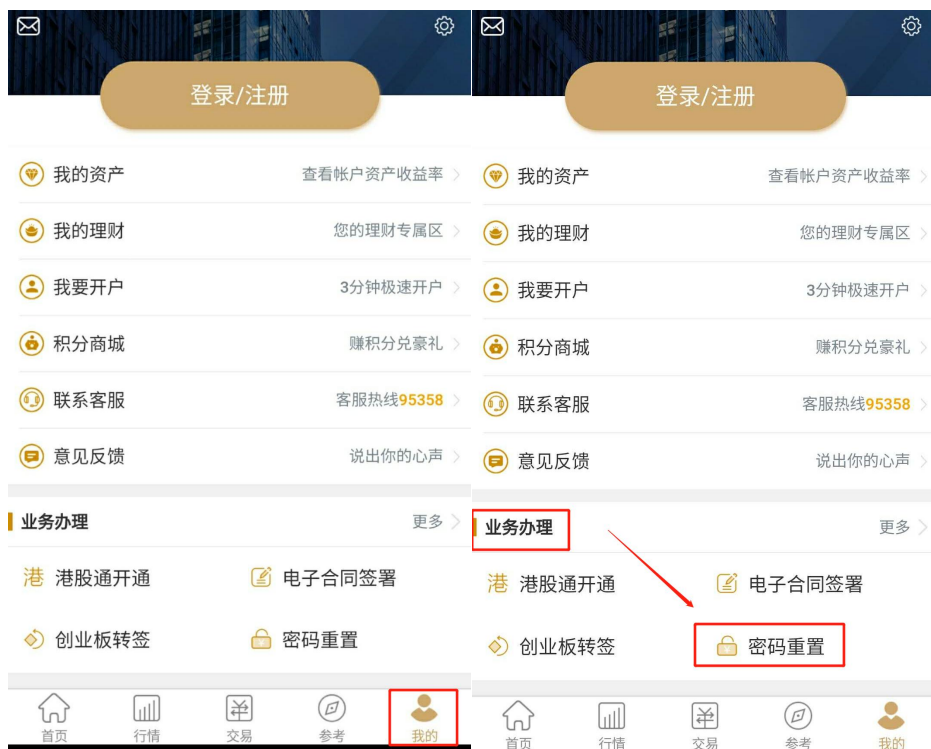 登录/注册
我的资产 查看帐户资产收益率
我的理财 您的理财专属区
我要开户 3分钟极速开户
积分商城 赚积分兑豪礼
联系客服 客服热线95358
意见反馈 说出你的心声
业务办理 更多
港 港股通开通 电子合同签署
创业板转签 密码重置
首页 行情 交易 参考 我的
登录/注册
我的资产 查看帐户资产收益率
我的理财 您的理财专属区
我要开户 3分钟极速开户
积分商城 赚积分兑豪礼
联系客服 客服热线95358
意见反馈 说出你的心声
业务办理 更多
港 港股通开通 电子合同签署
创业板转签 密码重置
首页 行情 交易 参考 我的